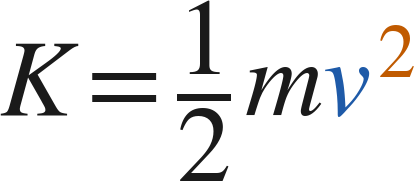 K = 1/2 mv²